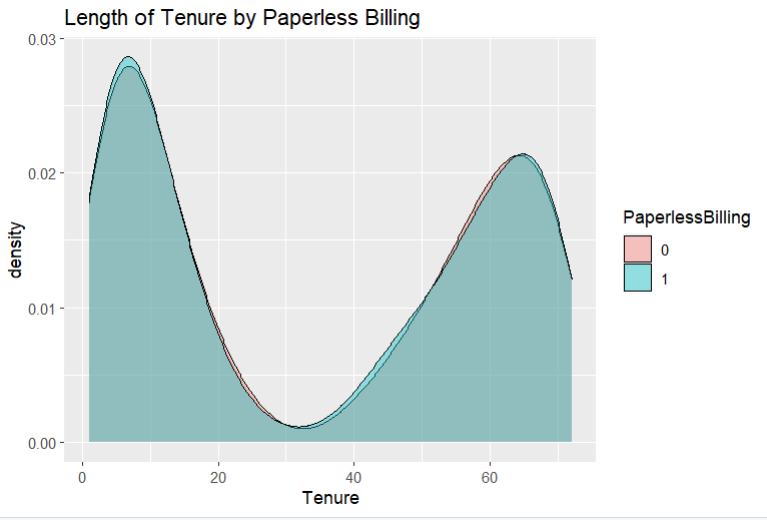 Length of Tenure by Paperless Billing
0.03
0.02
0.01
0.00
density
0 20 40 60
Tenure
PaperlessBilling
0
1